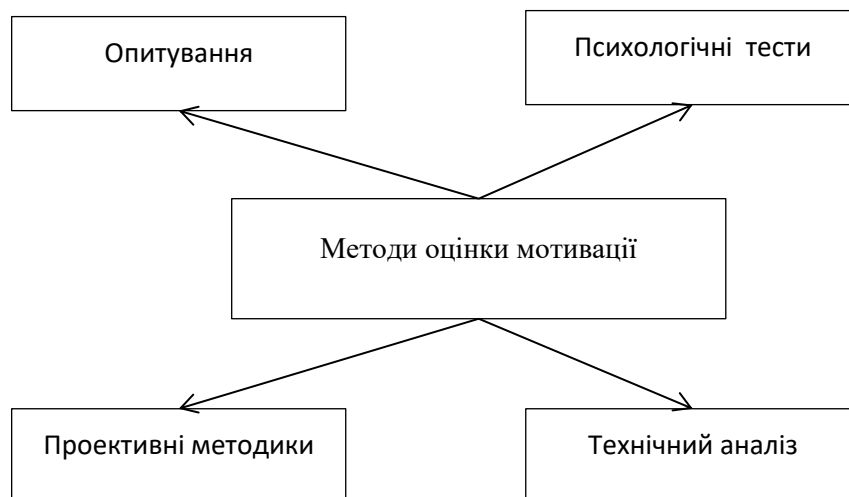 Опитування
Психологічні тести
Методи оцінки мотивації
Проективні методики
Технічний аналіз